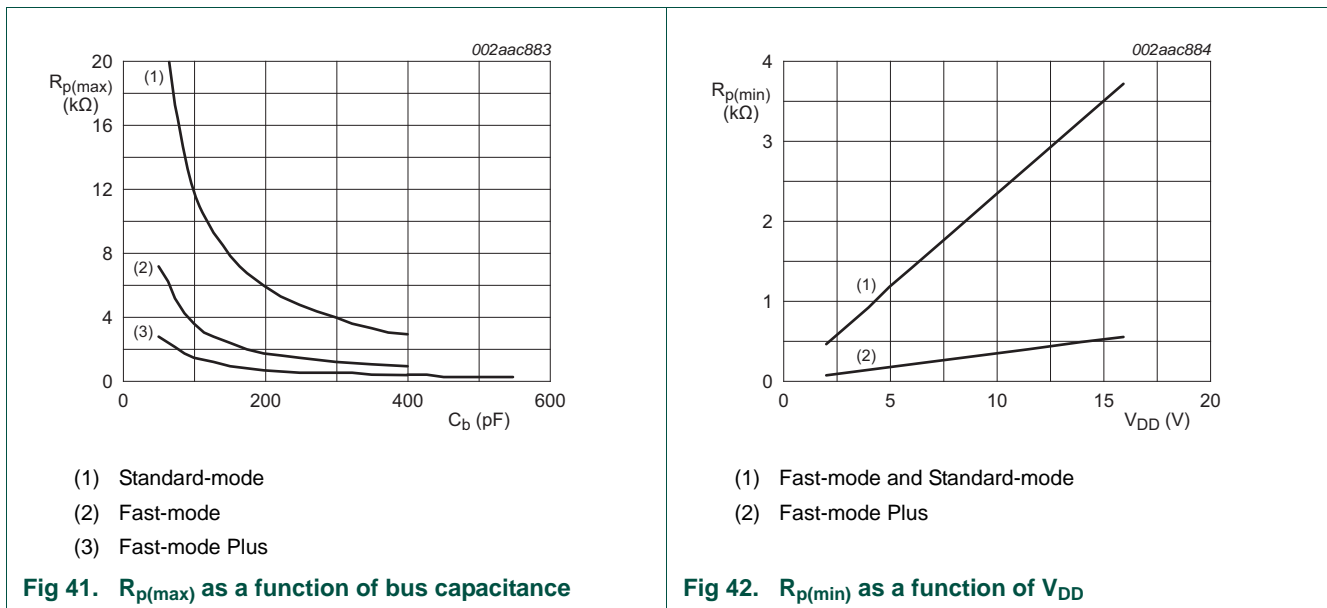 002aac883
20
16
12
8
4
0
Rp(max)
(kΩ)
(1)
(2)
(3)
0
200
400
600
Cb (pF)
(1) Standard-mode
(2) Fast-mode
(3) Fast-mode Plus
Fig 41. Rp(max) as a function of bus capacitance
002aac884
4
3
2
1
0
Rp(min)
(kΩ)
(1)
(2)
0
5
10
15
20
VDD (V)
(1) Fast-mode and Standard-mode
(2) Fast-mode Plus
Fig 42. Rp(min) as a function of VDD